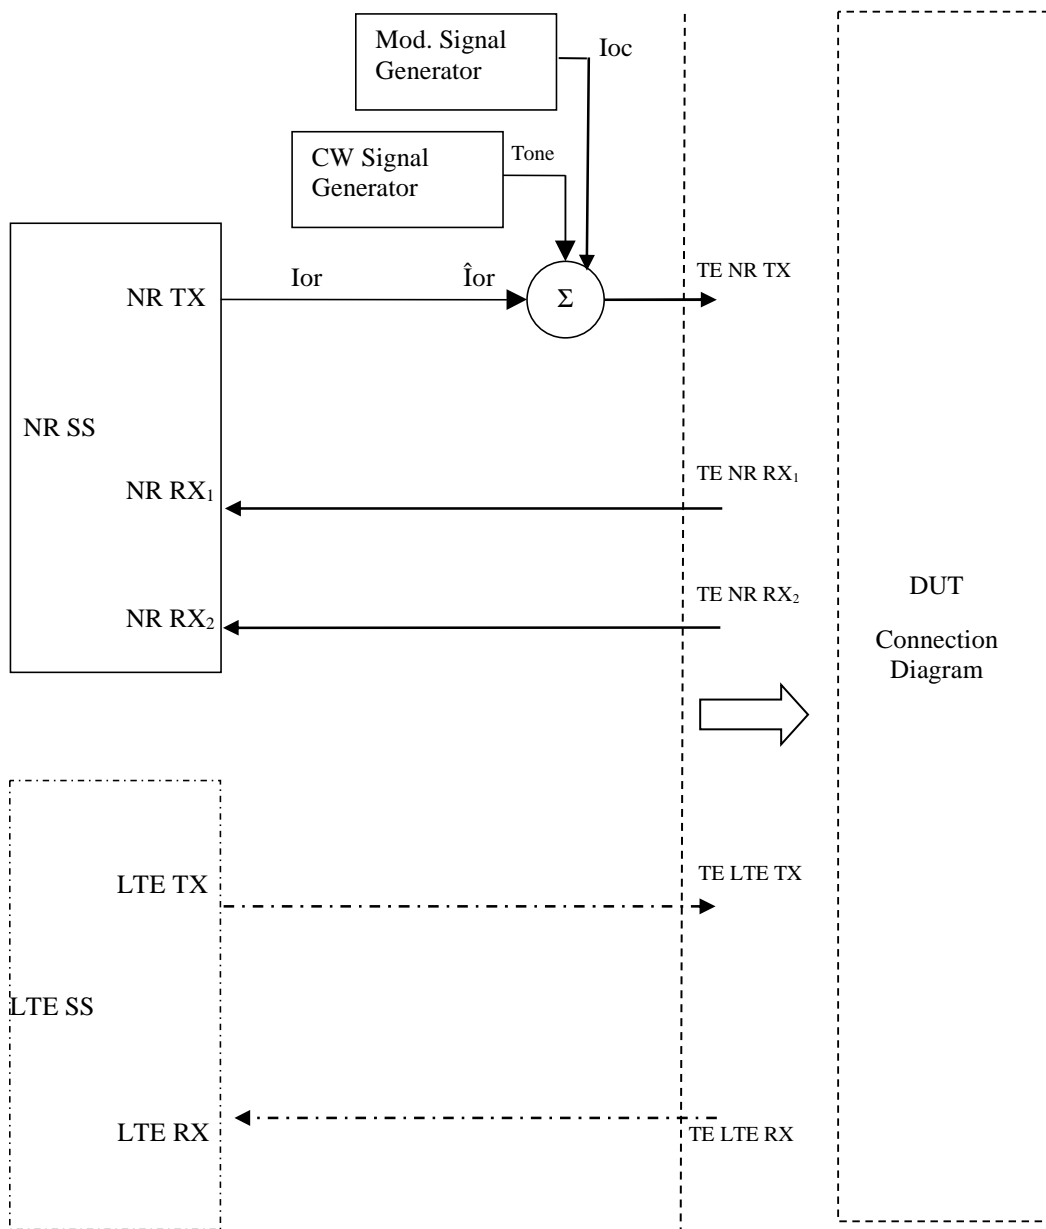 Mod. Signal
Generator
Ioc
CW Signal
Generator
Tone
NR TX
Ior
Îor
Σ
TE NR TX
NR SS
NR RX₁
TE NR RX₁
NR RX₂
TE NR RX₂
DUT
Connection
Diagram
LTE TX
TE LTE TX
LTE SS
LTE RX
TE LTE RX